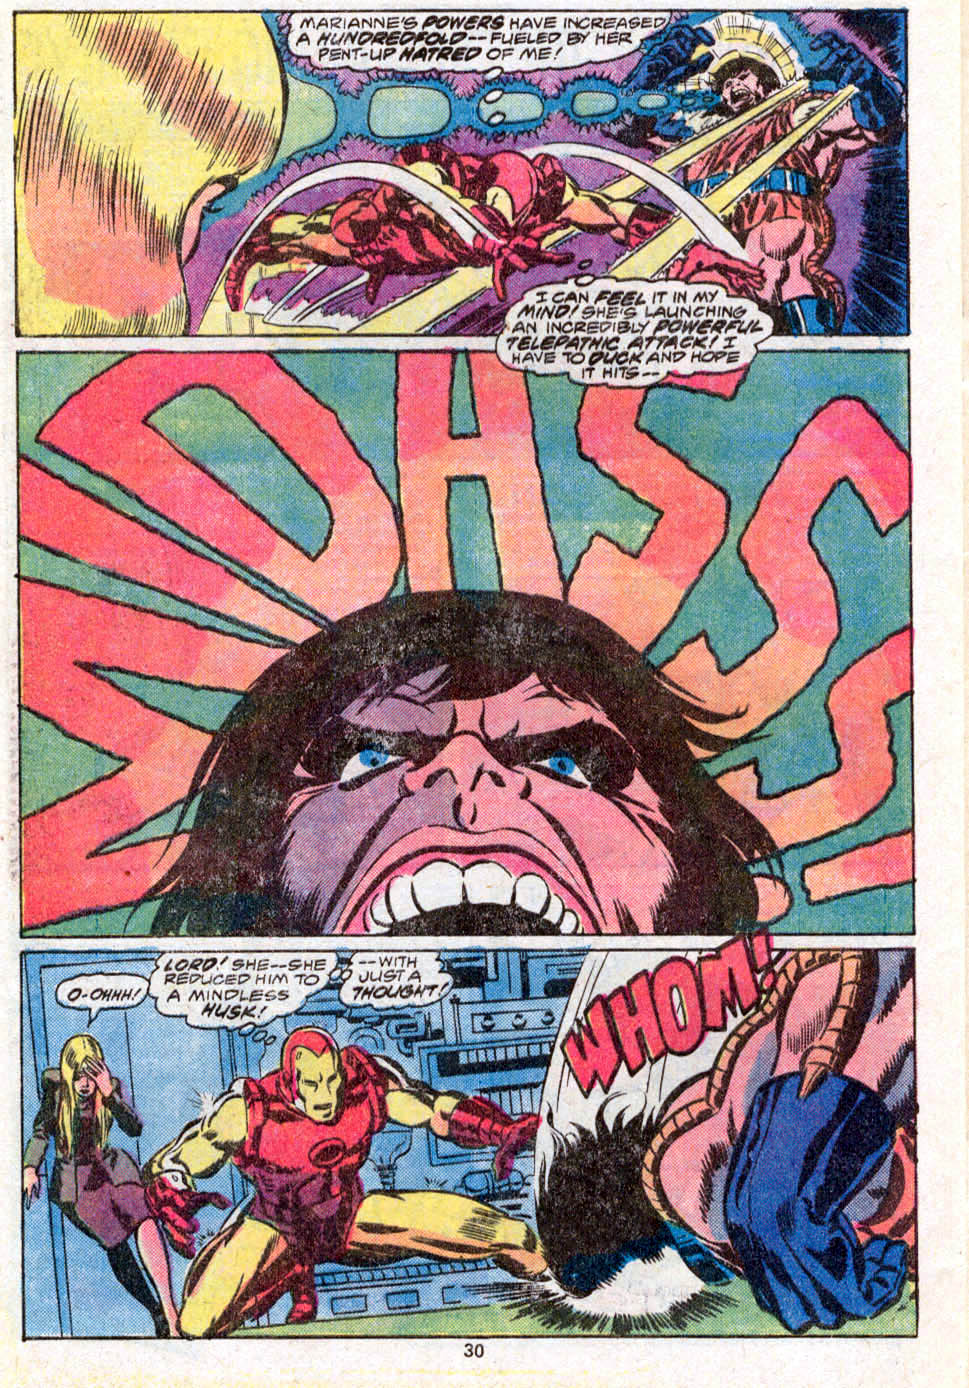 MARIANNE'S POWERS HAVE INCREASED
A HUNDREDFOLD--FUELED BY HER
PENT-UP HATRED OF ME!
I CAN FEEL IT IN MY
MIND! SHE'S LAUNCHING
AN INCREDIBLY POWERFUL
TELEPATHIC ATTACK! I
HAVE TO DUCK AND HOPE
IT HITS--
MDHSSS!
O-OHHH!
LORD! SHE--SHE
REDUCED HIM TO
A MINDLESS
HUSK!
--WITH
JUST A
THOUGHT!
WHOM!
30